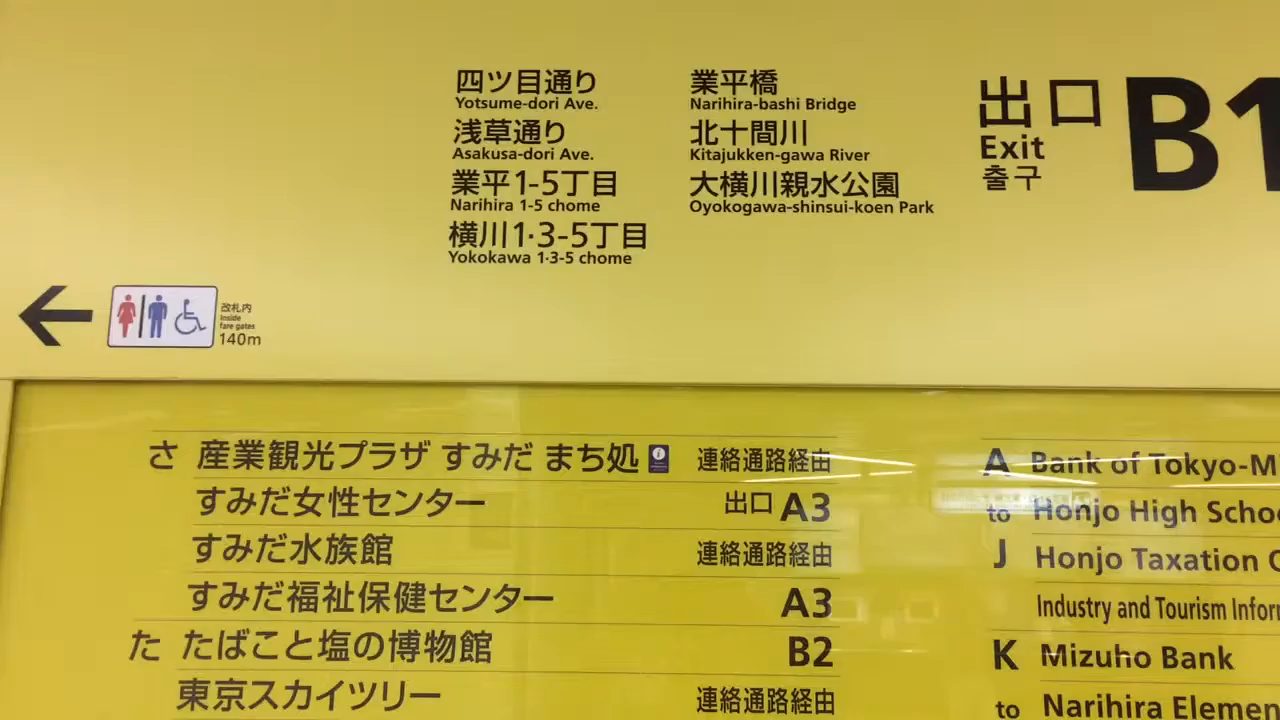 四ツ目通り
Yotsume-dori Ave.
浅草通り
Asakusa-dori Ave.
業平1-5丁目
Narihira 1-5 chome
横川1·3-5丁目
Yokokawa 1·3-5 chome
業平橋
Narihira-bashi Bridge
北十間川
Kitajukken-gawa River
大横川親水公園
Oyokogawa-shinsui-koen Park
出口
Exit
출구
B1
改札内
Inside
fare gates
140m
さ 産業観光プラザ すみだ まち処 連絡通路経由
すみだ女性センター 出口 A3
すみだ水族館 連絡通路経由
すみだ福祉保健センター A3
た たばこと塩の博物館 B2
東京スカイツリー 連絡通路経由
A Bank of Tokyo-M
to Honjo High Schoo
J Honjo Taxation
Industry and Tourism Infor
K Mizuho Bank
to Narihira Elemen